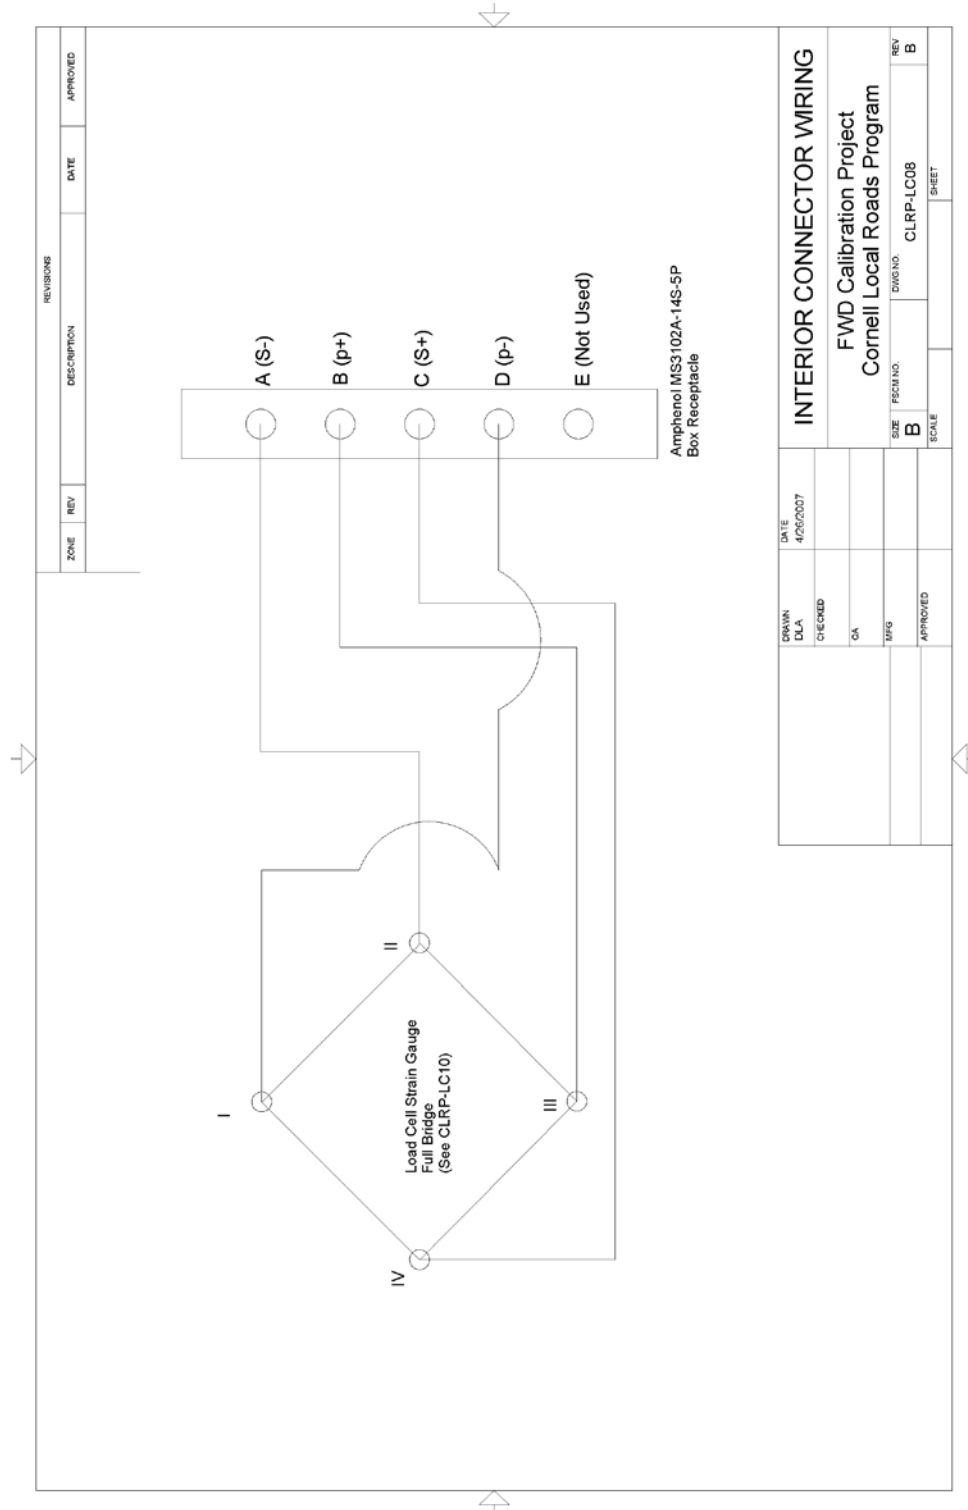 REVISIONS
ZONE REV DESCRIPTION DATE APPROVED
I
II
III
IV
Load Cell Strain Gauge
Full Bridge
(See CLRP-LC10)
A (S-)
B (p+)
C (S+)
D (p-)
E (Not Used)
Amphenol MS3102A-14S-5P
Box Receptacle
DRAWN
DLA
DATE
4/26/2007
CHECKED
QA
MFG
APPROVED
INTERIOR CONNECTOR WIRING
FWD Calibration Project
Cornell Local Roads Program
SIZE
B
FSCM NO.
DWG NO.
CLRP-LC08
REV
B
SCALE
SHEET